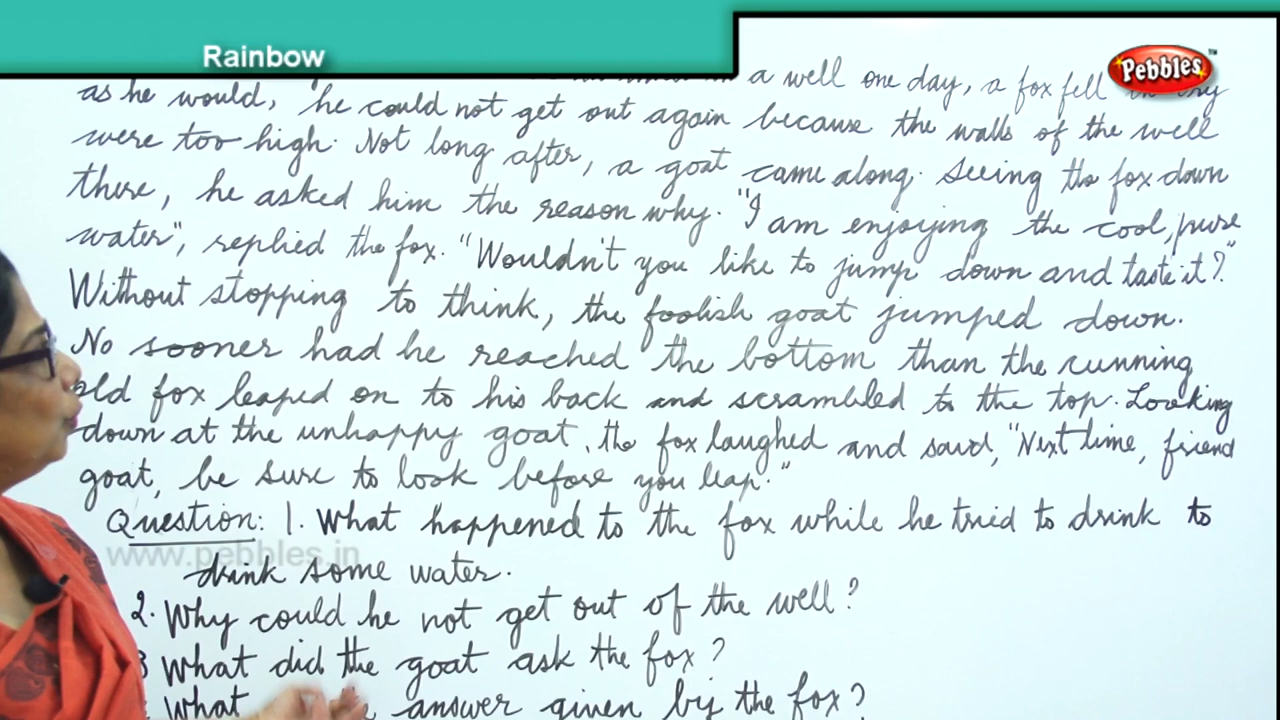 Rainbow
Pebbles™
a well one day, a fox fell
as he would, he could not get out again because the walls of the well
were too high. Not long after, a goat came along. Seeing the fox down
there, he asked him the reason why. "I am enjoying the cool, pure
water", replied the fox. "Wouldn't you like to jump down and taste it?"
Without stopping to think, the foolish goat jumped down.
No sooner had he reached the bottom than the cunning
old fox leaped on to his back and scrambled to the top. Looking
down at the unhappy goat, the fox laughed and said, "Next time, friend
goat, be sure to look before you leap."
Question: 1. What happened to the fox while he tried to drink to
drink some water.
2. Why could he not get out of the well?
3 What did the goat ask the fox?
What answer given by the fox?
www.pebbles.in